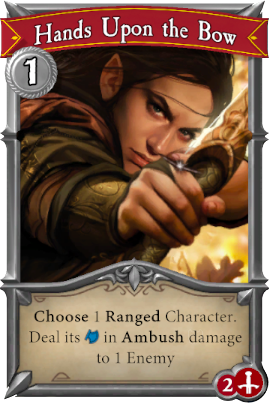 Hands Upon the Bow
1
Choose 1 Ranged Character.
Deal its in Ambush damage
to 1 Enemy
2